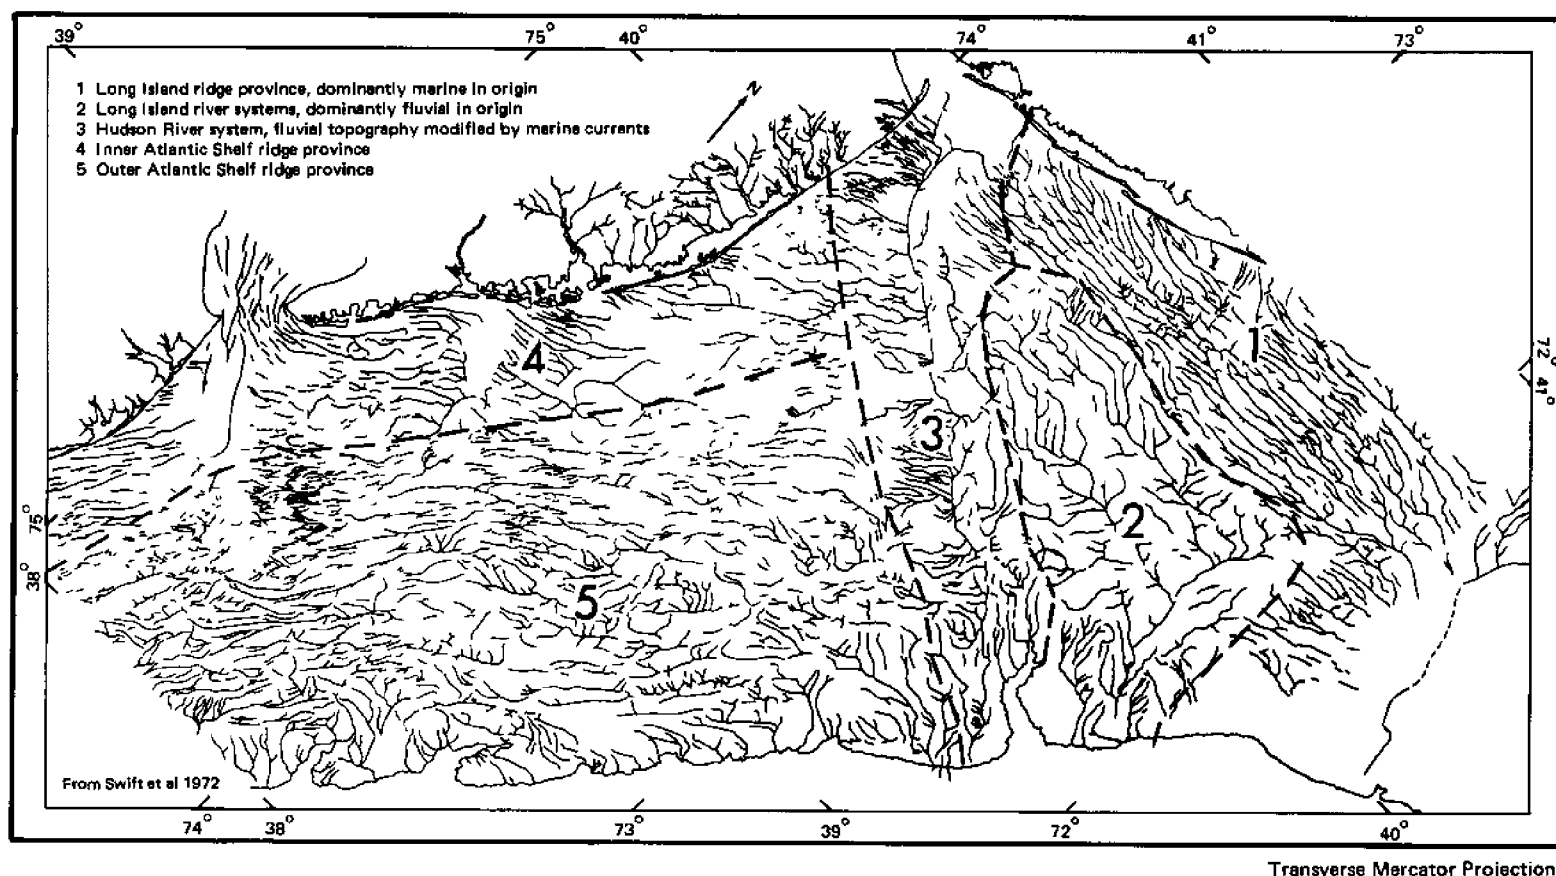 39° 75° 40° 74° 41° 73°
1 Long Island ridge province, dominantly marine in origin
2 Long Island river systems, dominantly fluvial in origin
3 Hudson River system, fluvial topography modified by marine currents
4 Inner Atlantic Shelf ridge province
5 Outer Atlantic Shelf ridge province
N
1
4
1
72°
41°
3
75°
2
38°
5
From Swift et al 1972
74° 38° 73° 39° 72° 40°
Transverse Mercator Projection